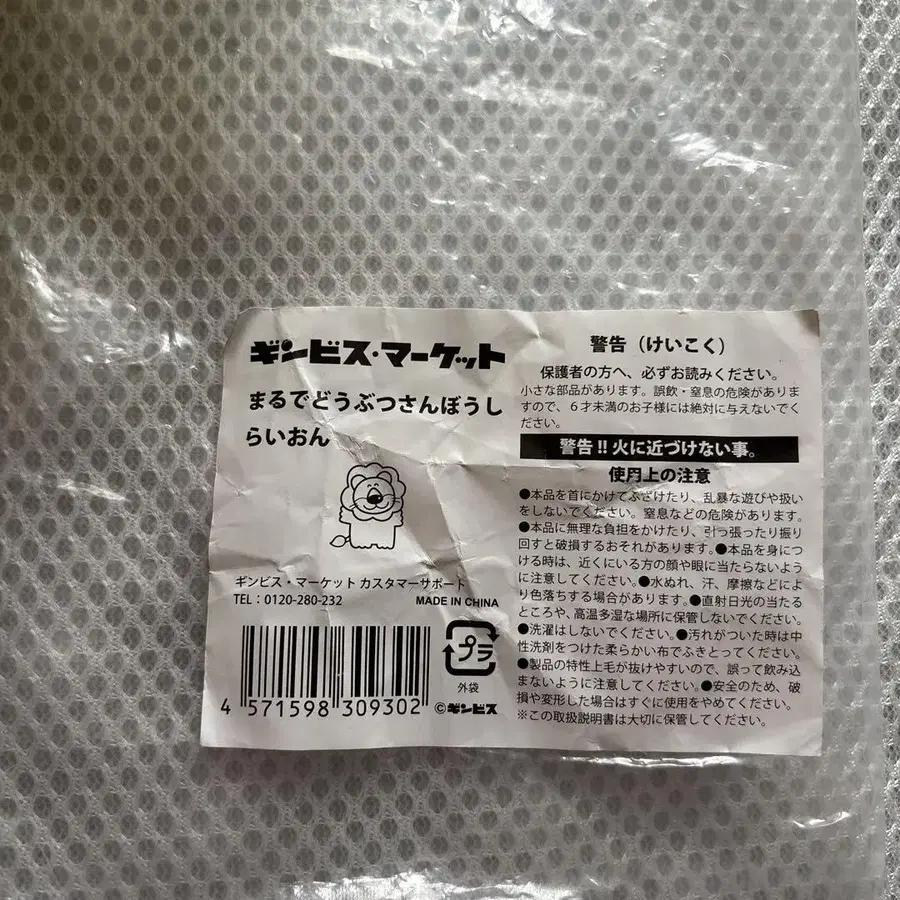 ギンビス・マーケット
まるでどうぶつさんぼうし
らいおん
ギンビス・マーケット カスタマーサポート
TEL：0120-280-232
MADE IN CHINA
プラ
外袋
4 571598 309302
©ギンビス
警告（けいこく）
保護者の方へ、必ずお読みください。
小さな部品があります。誤飲・窒息の危険がありま
すので、６才未満のお子様には絶対に与えないでく
ださい。
警告!!火に近づけない事。
使用上の注意
●本品を首にかけてふざけたり、乱暴な遊びや扱い
をしないでください。窒息などの危険があります。
●本品に無理な負担をかけたり、引っ張ったり振り
回すと破損するおそれがあります。●本品を身につ
ける時は、近くにいる方の顔や眼に当たらないよう
に注意してください。●水ぬれ、汗、摩擦などによ
り色落ちする場合があります。●直射日光の当たる
ところや、高温多湿な場所に保管しないでください。
●洗濯はしないでください。●汚れがついた時は中
性洗剤をつけた柔らかい布でふきとってください。
●製品の特性上毛が抜けやすいので、誤って飲み込
まないように注意してください。●安全のため、破
損や変形した場合はすぐに使用をやめてください。
※この取扱説明書は大切に保管してください。